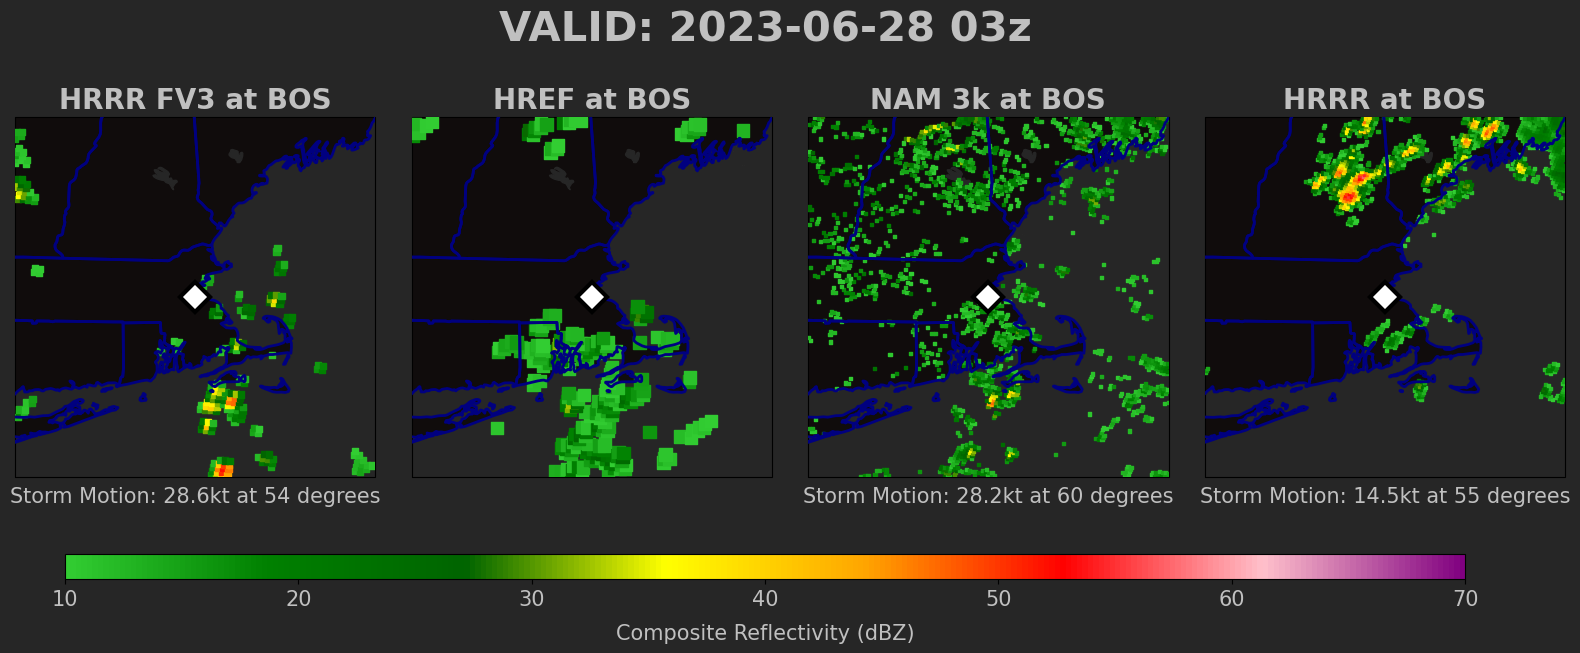 VALID: 2023-06-28 03z
HRRR FV3 at BOS
HREF at BOS
NAM 3k at BOS
HRRR at BOS
Storm Motion: 28.6kt at 54 degrees
Storm Motion: 28.2kt at 60 degrees
Storm Motion: 14.5kt at 55 degrees
10 20 30 40 50 60 70
Composite Reflectivity (dBZ)